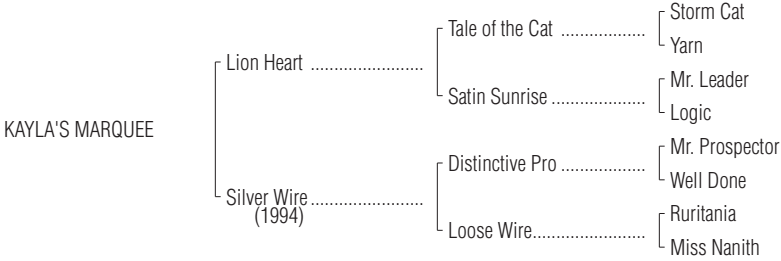 Storm Cat
Tale of the Cat ...................
Yarn
Lion Heart .........................
Mr. Leader
Satin Sunrise .....................
Logic
KAYLA'S MARQUEE
Mr. Prospector
Distinctive Pro ...................
Well Done
Silver Wire .........................
(1994)
Ruritania
Loose Wire.........................
Miss Nanith